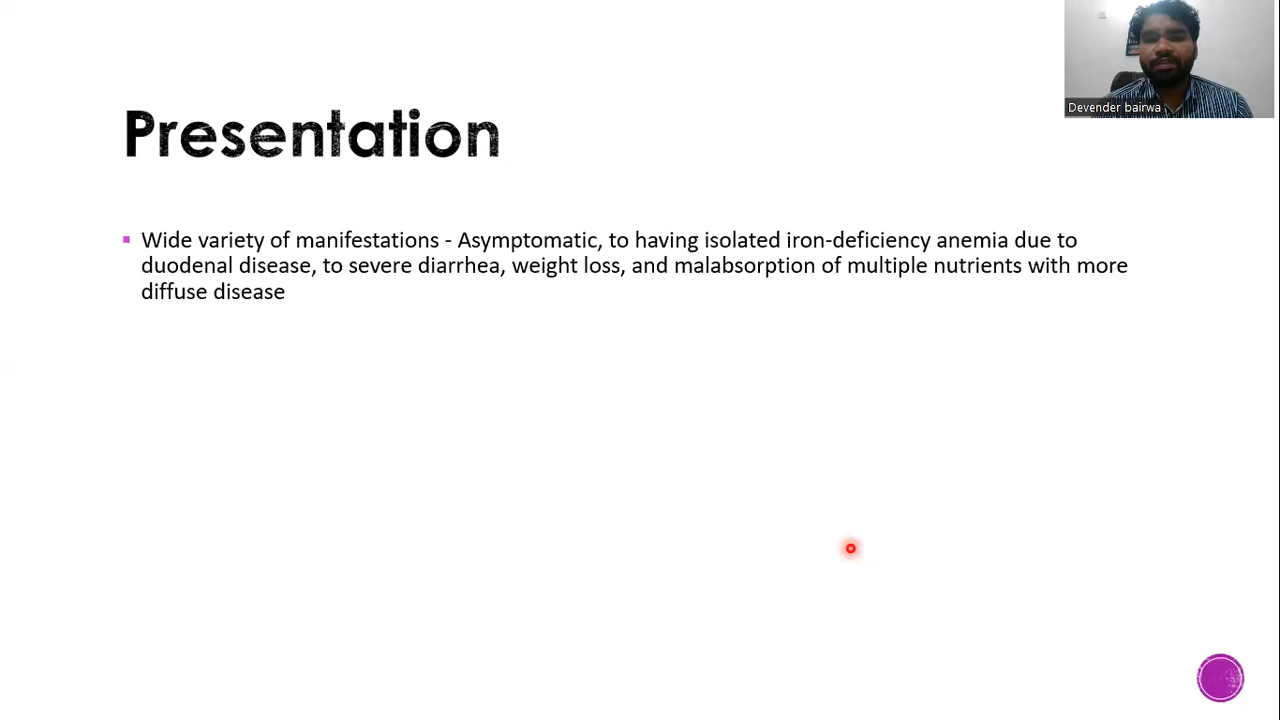 Devender bairwa
Presentation
Wide variety of manifestations - Asymptomatic, to having isolated iron-deficiency anemia due to
duodenal disease, to severe diarrhea, weight loss, and malabsorption of multiple nutrients with more
diffuse disease